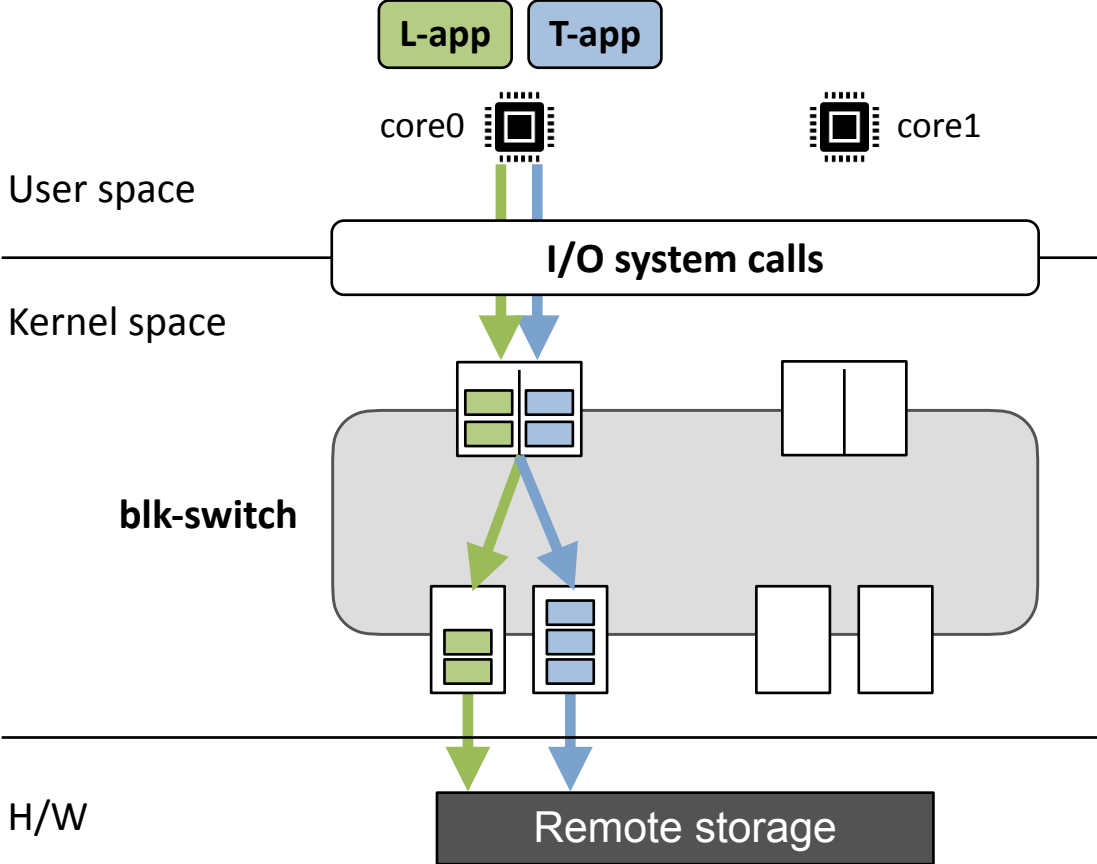 L-app
T-app
core0
core1
User space
I/O system calls
Kernel space
blk-switch
H/W
Remote storage